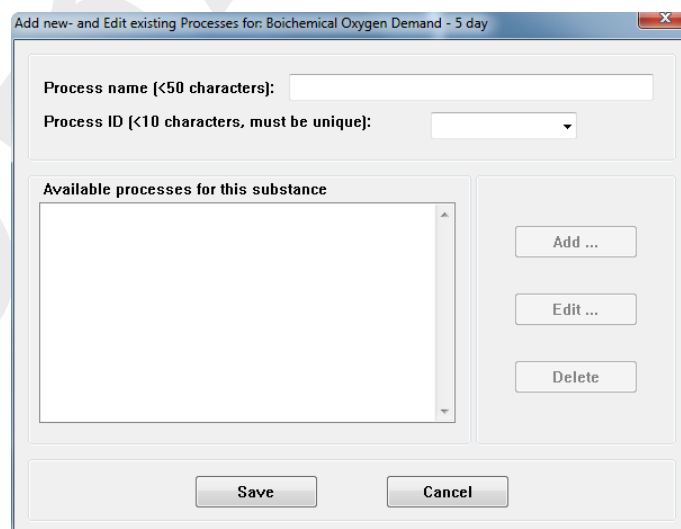 Add new- and Edit existing Processes for: Boichemical Oxygen Demand - 5 day
Process name (<50 characters):
Process ID (<10 characters, must be unique):
Available processes for this substance
Add ...
Edit ...
Delete
Save
Cancel